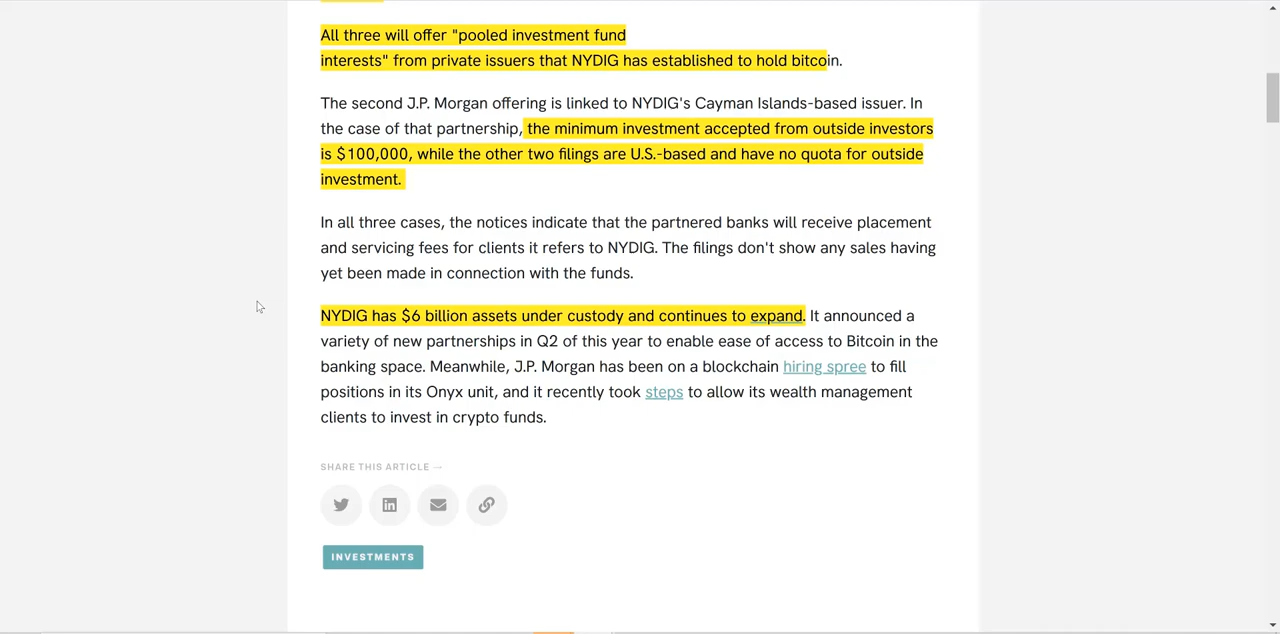 All three will offer "pooled investment fund
interests" from private issuers that NYDIG has established to hold bitcoin.
The second J.P. Morgan offering is linked to NYDIG's Cayman Islands-based issuer. In
the case of that partnership, the minimum investment accepted from outside investors
is $100,000, while the other two filings are U.S.-based and have no quota for outside
investment.
In all three cases, the notices indicate that the partnered banks will receive placement
and servicing fees for clients it refers to NYDIG. The filings don't show any sales having
yet been made in connection with the funds.
NYDIG has $6 billion assets under custody and continues to expand. It announced a
variety of new partnerships in Q2 of this year to enable ease of access to Bitcoin in the
banking space. Meanwhile, J.P. Morgan has been on a blockchain hiring spree to fill
positions in its Onyx unit, and it recently took steps to allow its wealth management
clients to invest in crypto funds.
SHARE THIS ARTICLE —
INVESTMENTS